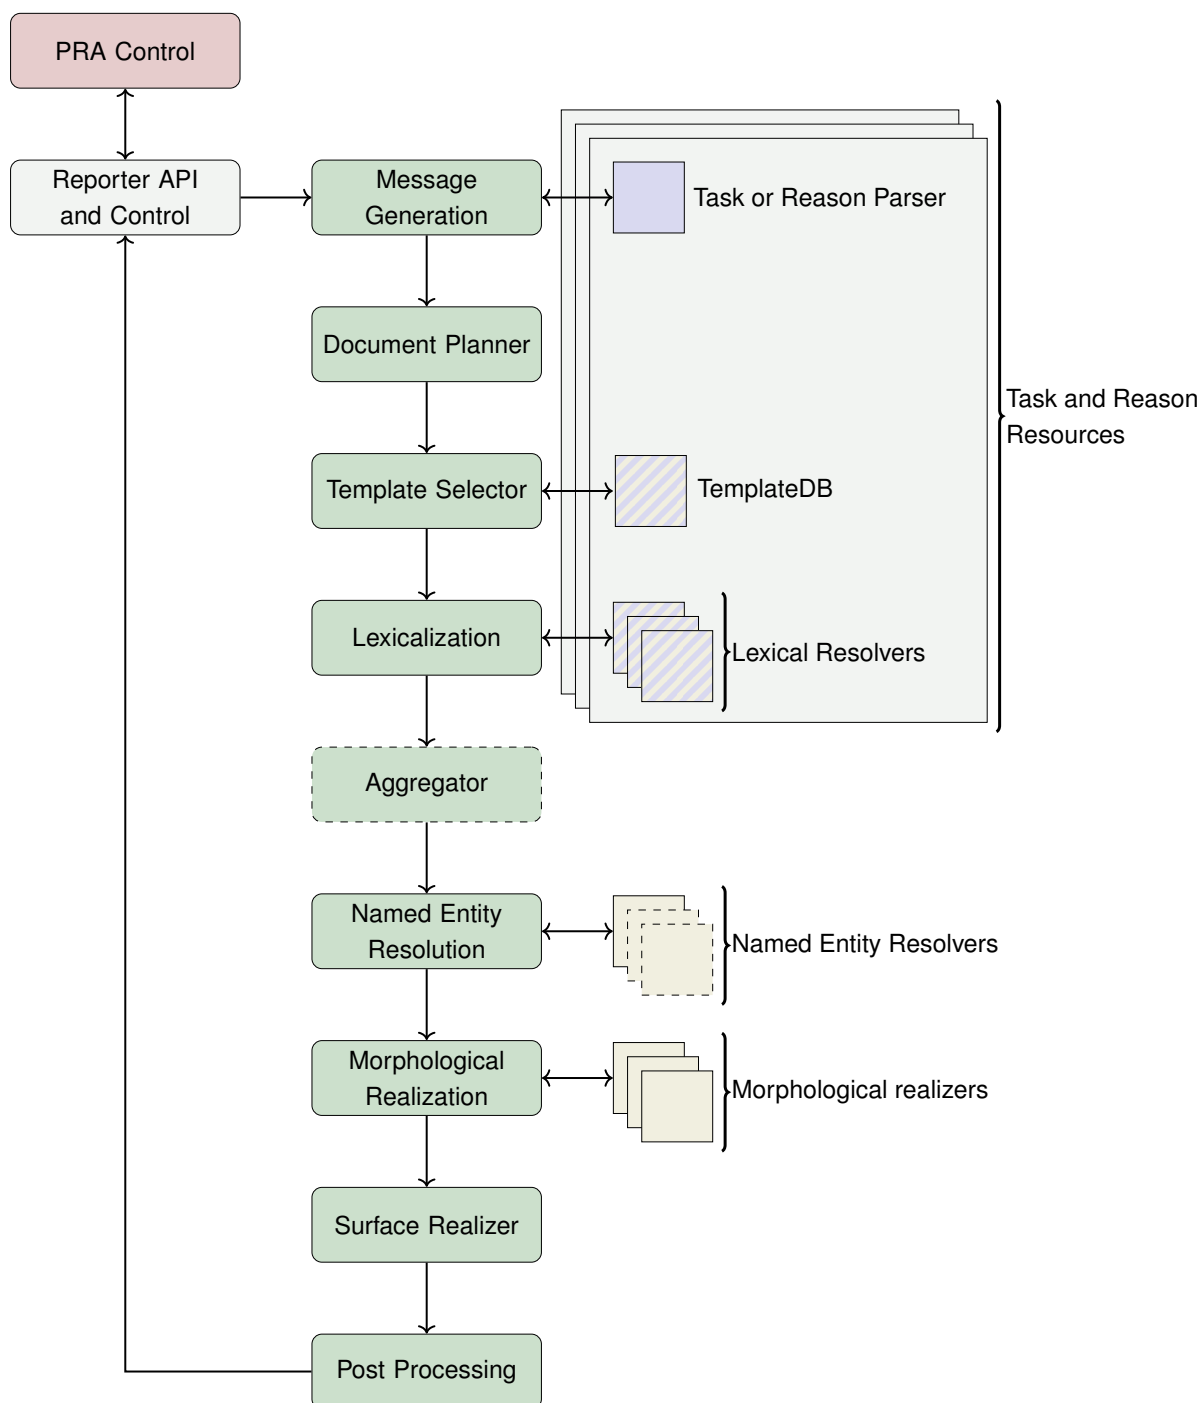 PRA Control
Reporter API
and Control
Message
Generation
Task or Reason Parser
Document Planner
Task and Reason
Resources
Template Selector
TemplateDB
Lexicalization
Lexical Resolvers
Aggregator
Named Entity
Resolution
Named Entity Resolvers
Morphological
Realization
Morphological realizers
Surface Realizer
Post Processing